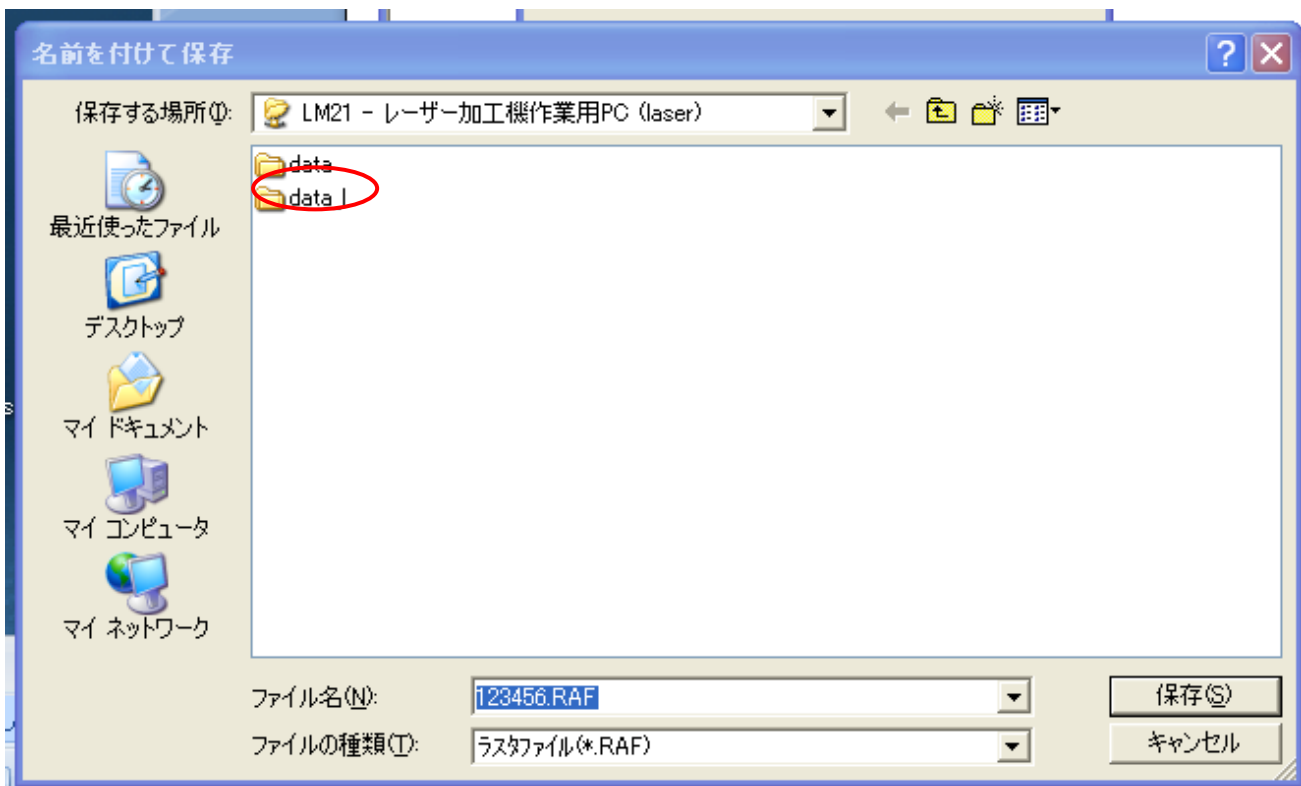 名前を付けて保存
保存する場所(I):
LM21 - レーザー加工機作業用PC (laser)
data
data l
最近使ったファイル
デスクトップ
マイ ドキュメント
マイ コンピュータ
マイ ネットワーク
ファイル名(N):
123456.RAF
保存(S)
ファイルの種類(T):
ラスタファイル(*.RAF)
キャンセル